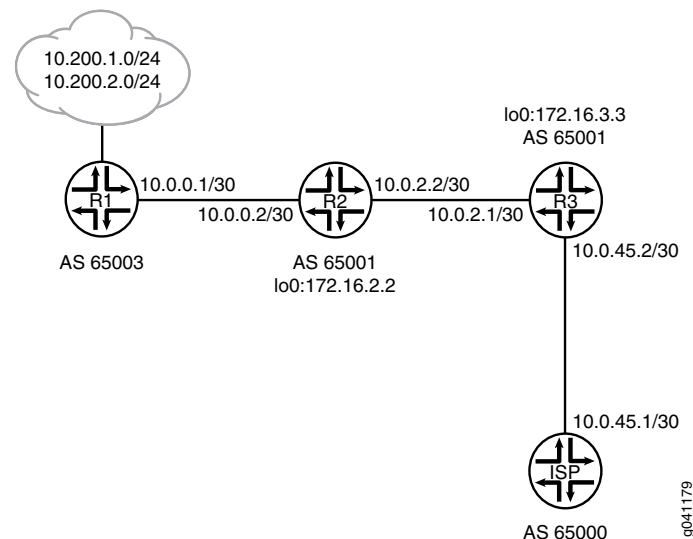 10.200.1.0/24
10.200.2.0/24
lo0:172.16.3.3
AS 65001
10.0.0.1/30
10.0.2.2/30
R1
R2
R3
10.0.0.2/30
10.0.2.1/30
AS 65003
AS 65001
lo0:172.16.2.2
10.0.45.2/30
10.0.45.1/30
ISP
AS 65000
g041179